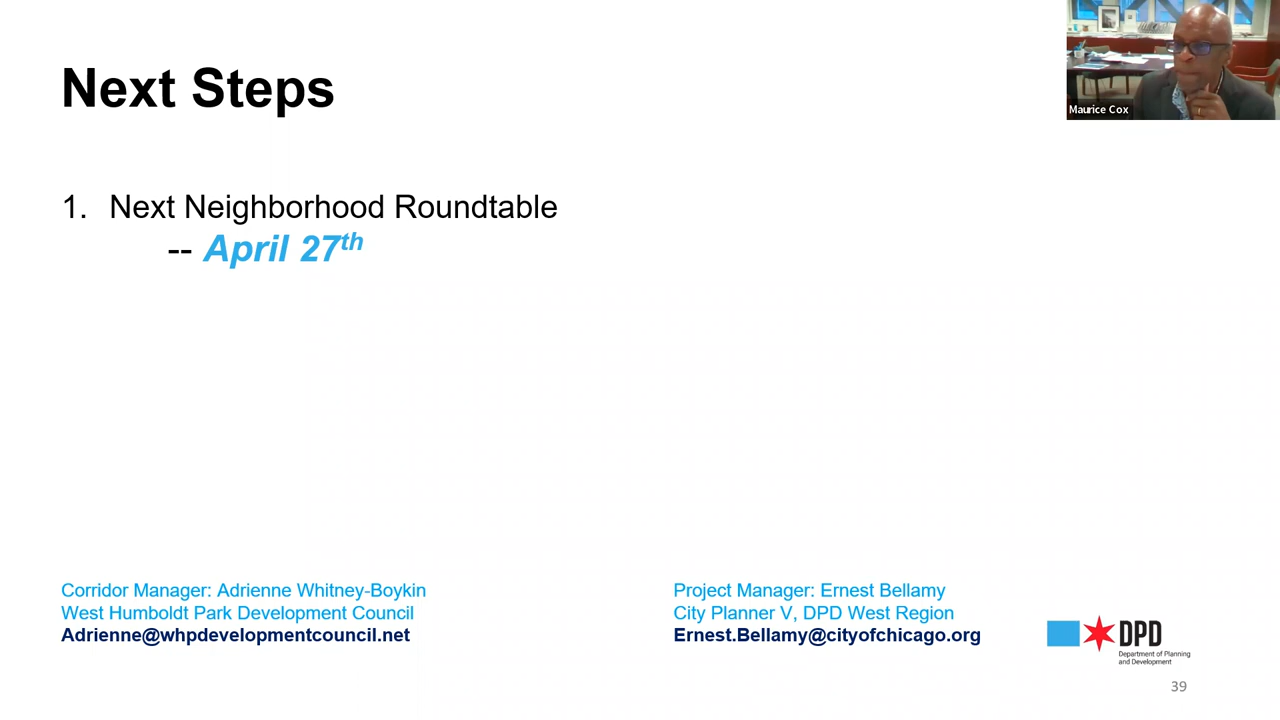 Next Steps
Maurice Cox
1. Next Neighborhood Roundtable
-- April 27th
Corridor Manager: Adrienne Whitney-Boykin
West Humboldt Park Development Council
Adrienne@whpdevelopmentcouncil.net
Project Manager: Ernest Bellamy
City Planner V, DPD West Region
Ernest.Bellamy@cityofchicago.org
DPD
Department of Planning
and Development
39